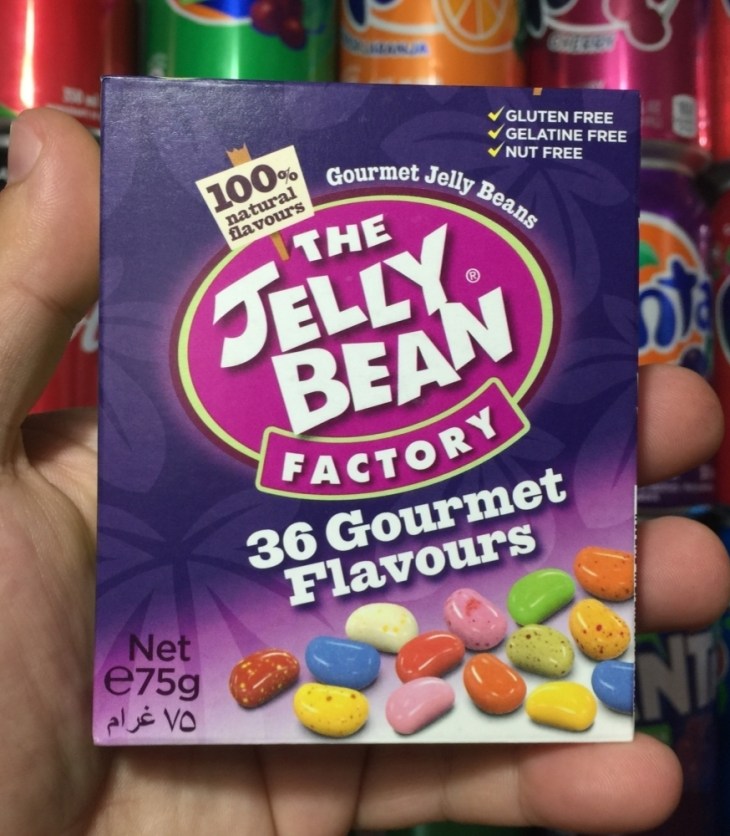 GLUTEN FREE
GELATINE FREE
NUT FREE
100%
natural
flavours
Gourmet Jelly Beans
THE
JELLY®
BEAN
FACTORY
36 Gourmet
Flavours
Net
e75g
٧٥ غرام